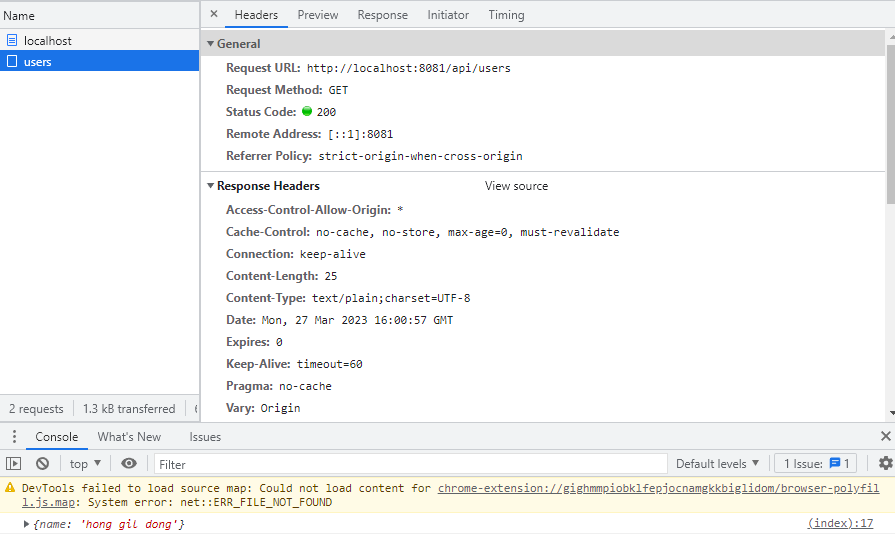 Name
localhost
users
2 requests 1.3 kB transferred
× Headers Preview Response Initiator Timing
General
Request URL: http://localhost:8081/api/users
Request Method: GET
Status Code: 200
Remote Address: [::1]:8081
Referrer Policy: strict-origin-when-cross-origin
Response Headers View source
Access-Control-Allow-Origin: *
Cache-Control: no-cache, no-store, max-age=0, must-revalidate
Connection: keep-alive
Content-Length: 25
Content-Type: text/plain;charset=UTF-8
Date: Mon, 27 Mar 2023 16:00:57 GMT
Expires: 0
Keep-Alive: timeout=60
Pragma: no-cache
Vary: Origin
Console What's New Issues
top Filter Default levels 1 Issue: 1
DevTools failed to load source map: Could not load content for chrome-extension://gighmmpiobklfepjocnamgkkbiglidom/browser-polyfil
l.js.map: System error: net::ERR_FILE_NOT_FOUND
{name: 'hong gil dong'} (index):17